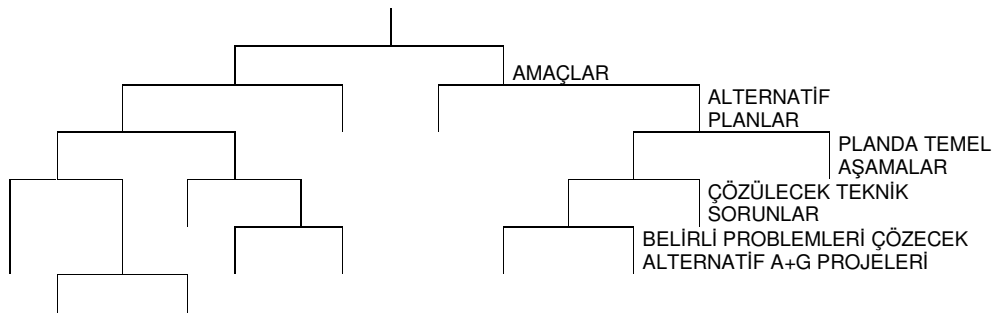 AMAÇLAR
ALTERNATİF
PLANLAR
PLANDA TEMEL
AŞAMALAR
ÇÖZÜLECEK TEKNİK
SORUNLAR
BELİRLİ PROBLEMLERİ ÇÖZECEK
ALTERNATİF A+G PROJELERİ